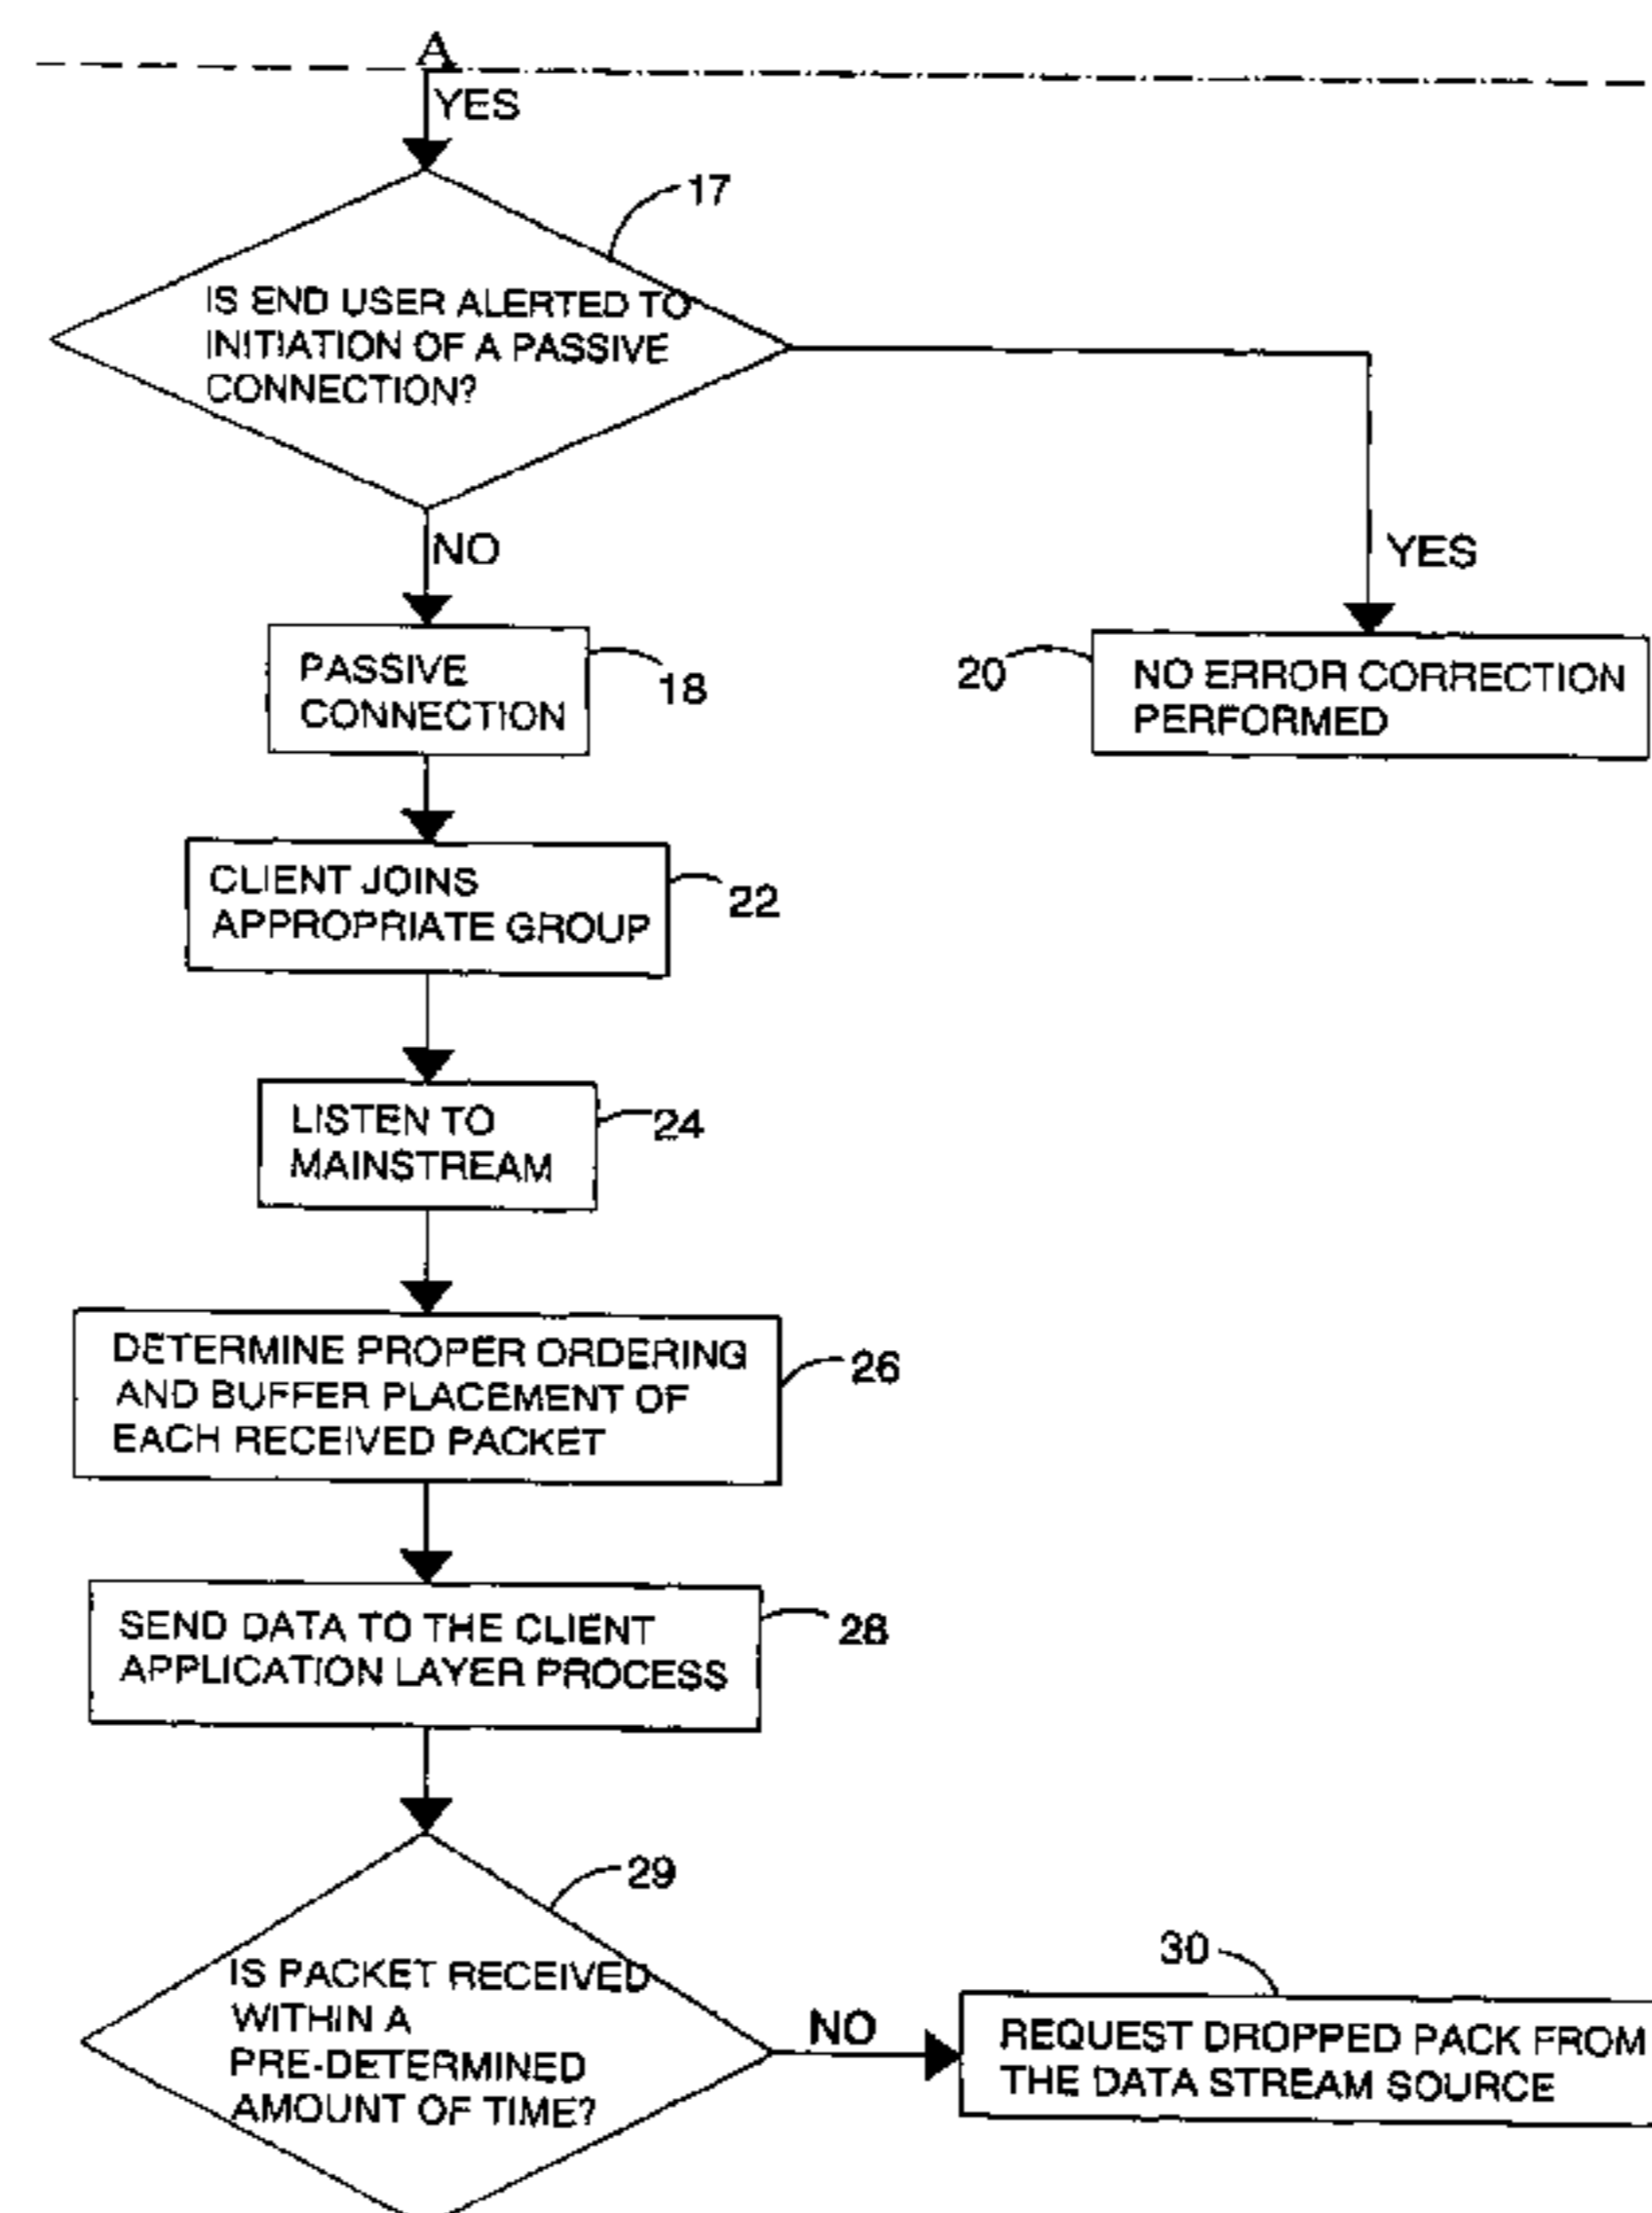 A
YES
17
IS END USER ALERTED TO
INITIATION OF A PASSIVE
CONNECTION?
NO
YES
PASSIVE
CONNECTION
18
20
NO ERROR CORRECTION
PERFORMED
CLIENT JOINS
APPROPRIATE GROUP
22
LISTEN TO
MAINSTREAM
24
DETERMINE PROPER ORDERING
AND BUFFER PLACEMENT OF
EACH RECEIVED PACKET
26
SEND DATA TO THE CLIENT
APPLICATION LAYER PROCESS
28
29
IS PACKET RECEIVED
WITHIN A
PRE-DETERMINED
AMOUNT OF TIME?
NO
30
REQUEST DROPPED PACK FROM
THE DATA STREAM SOURCE